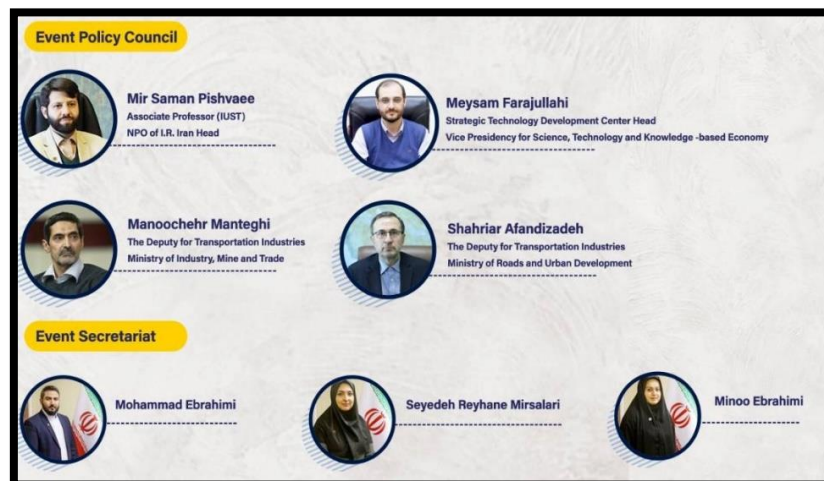 Event Policy Council
Mir Saman Pishvaee
Associate Professor (IUST)
NPO of I.R. Iran Head
Meysam Farajullahi
Strategic Technology Development Center Head
Vice Presidency for Science, Technology and Knowledge -based Economy
Manoochehr Manteghi
The Deputy for Transportation Industries
Ministry of Industry, Mine and Trade
Shahriar Afandizadeh
The Deputy for Transportation Industries
Ministry of Roads and Urban Development
Event Secretariat
Mohammad Ebrahimi
Seyedeh Reyhane Mirsalari
Minoo Ebrahimi